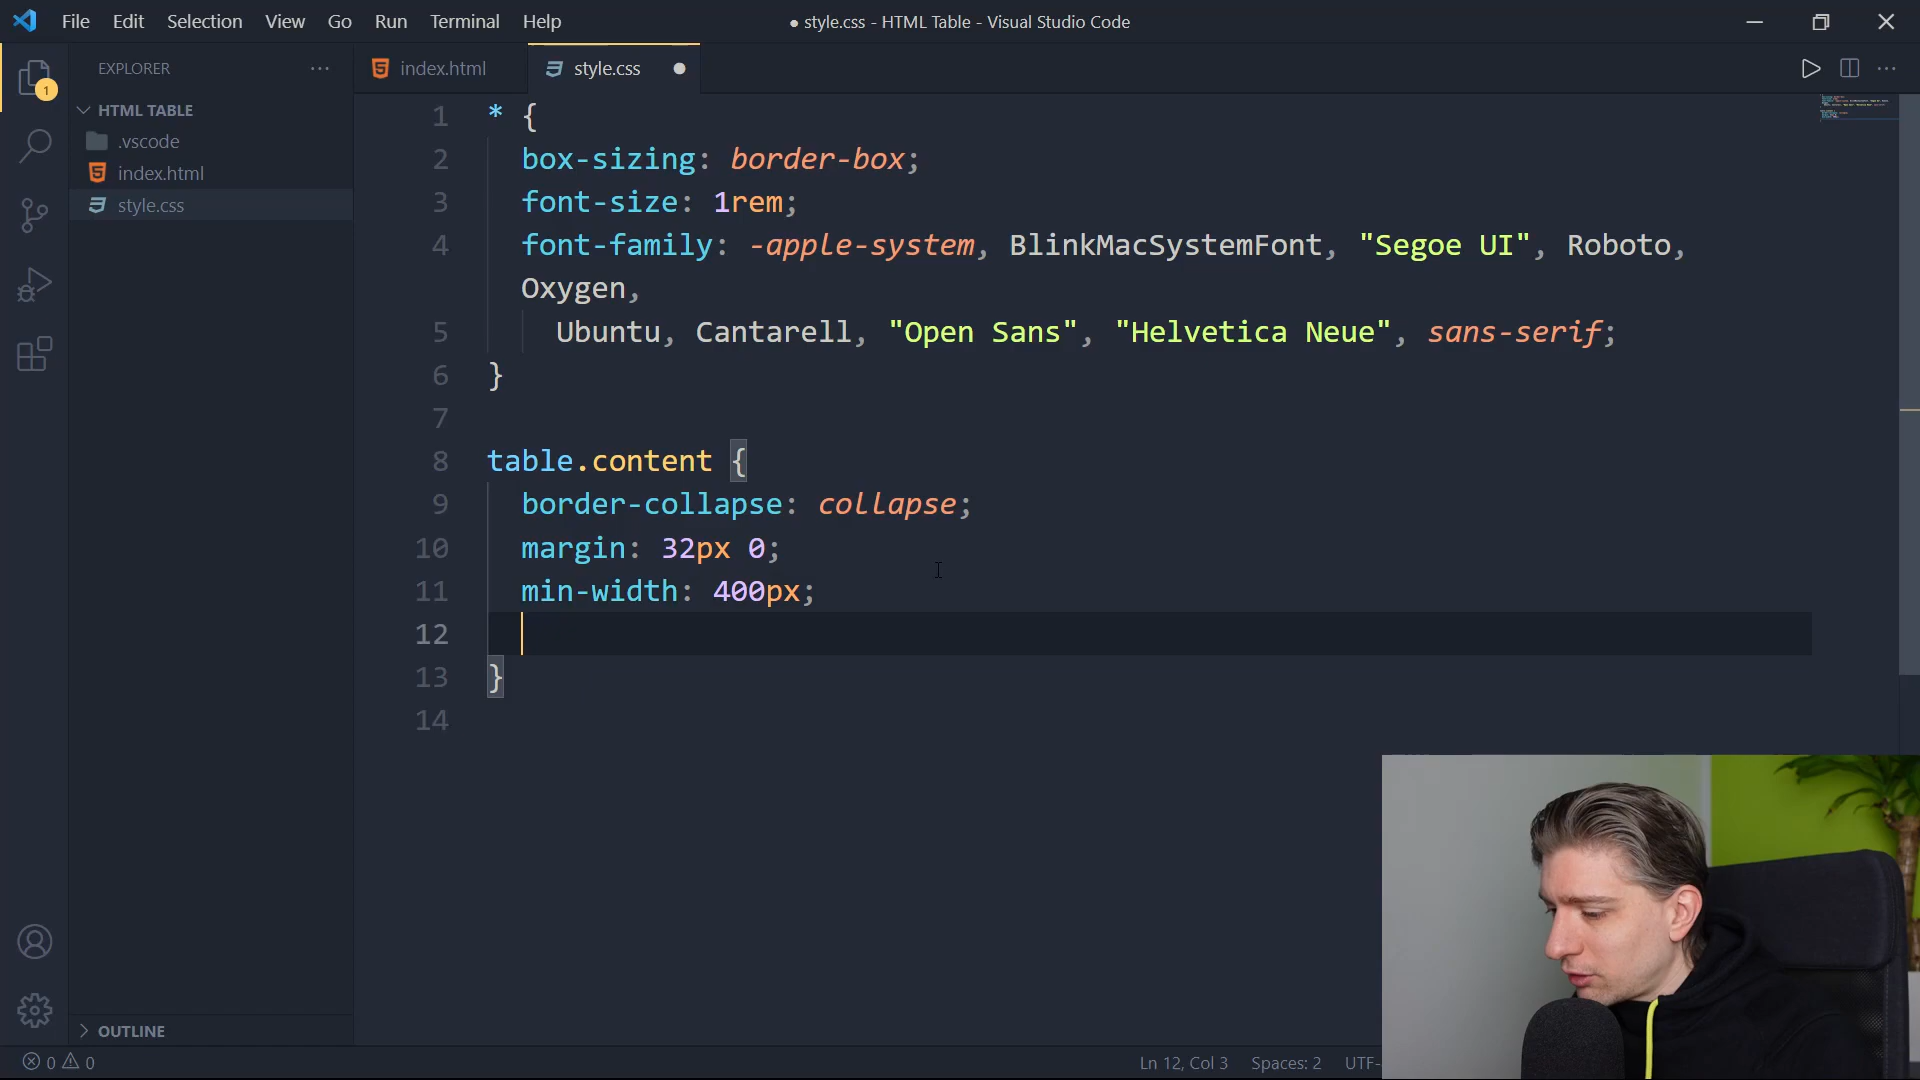 File Edit Selection View Go Run Terminal Help
● style.css - HTML Table - Visual Studio Code
EXPLORER ···
1
HTML TABLE
.vscode
index.html
style.css
OUTLINE
index.html
style.css
1 * {
2 box-sizing: border-box;
3 font-size: 1rem;
4 font-family: -apple-system, BlinkMacSystemFont, "Segoe UI", Roboto,
Oxygen,
5 Ubuntu, Cantarell, "Open Sans", "Helvetica Neue", sans-serif;
6 }
7
8 table.content {
9 border-collapse: collapse;
10 margin: 32px 0;
11 min-width: 400px;
12
13 }
14
0 0
Ln 12, Col 3 Spaces: 2 UTF-